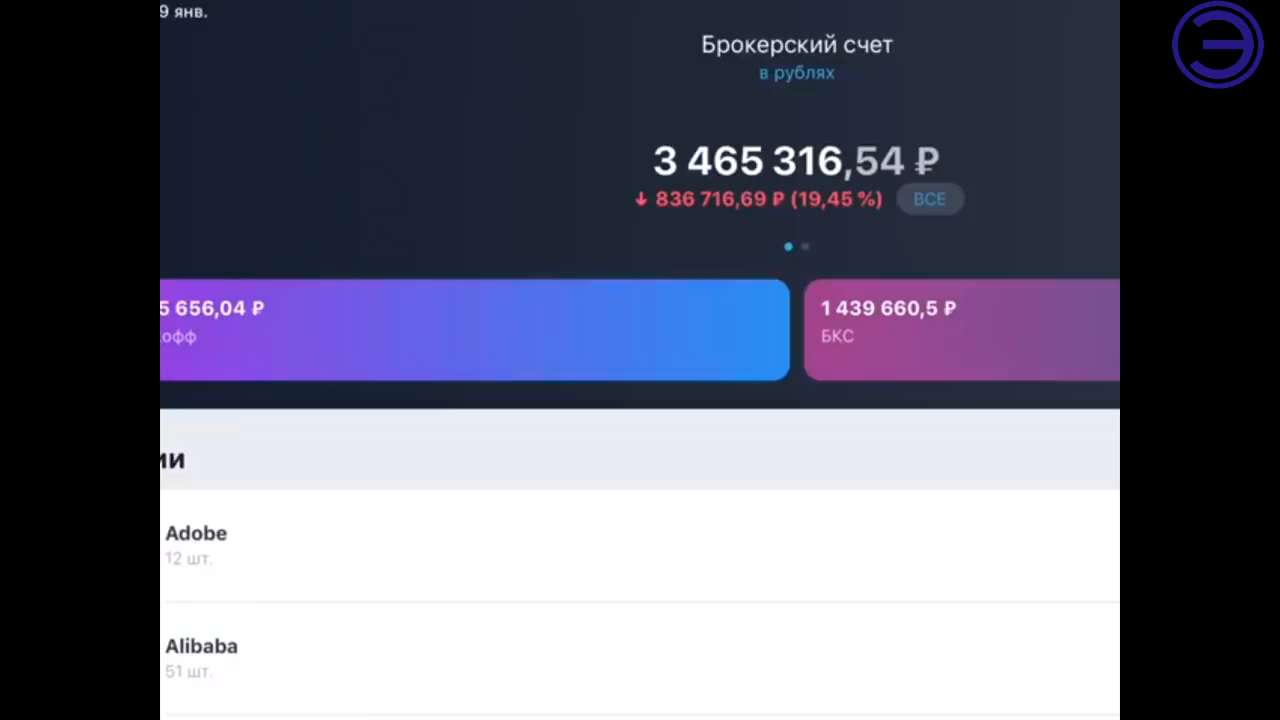 9 янв.
Брокерский счет
в рублях
3 465 316,54 ₽
↓ 836 716,69 ₽ (19,45 %) ВСЕ
5 656,04 ₽
офф
1 439 660,5 ₽
БКС
ии
Adobe
12 шт.
Alibaba
51 шт.